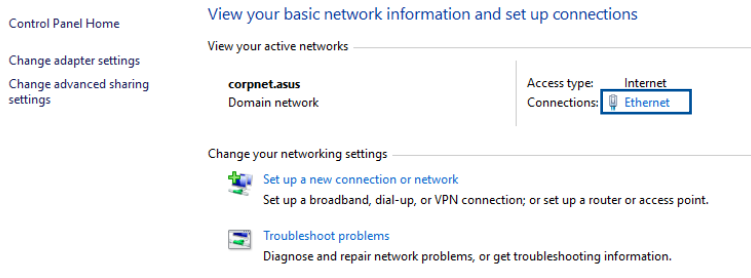 Control Panel Home
Change adapter settings
Change advanced sharing
settings
View your basic network information and set up connections
View your active networks
corpnet.asus
Domain network
Access type: Internet
Connections: Ethernet
Change your networking settings
Set up a new connection or network
Set up a broadband, dial-up, or VPN connection; or set up a router or access point.
Troubleshoot problems
Diagnose and repair network problems, or get troubleshooting information.